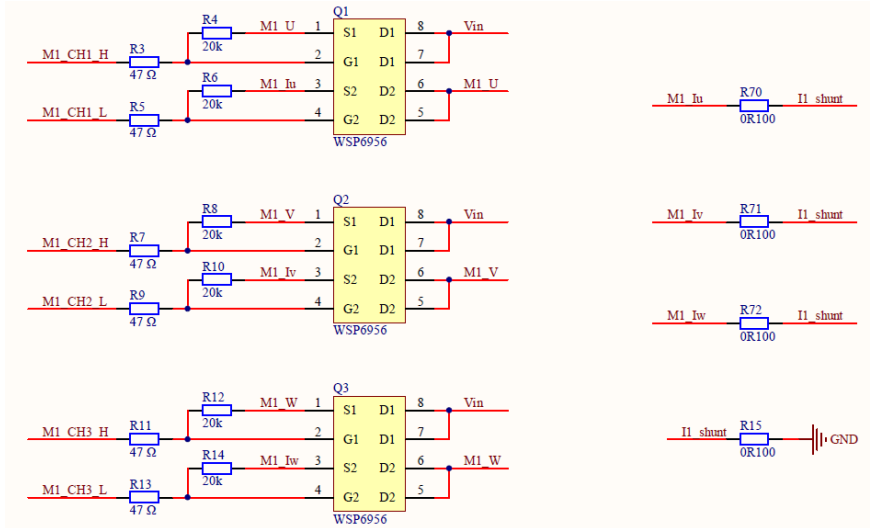 Q1
R4 M1_U 1 S1 D1 8 Vin
20k
M1_CH1_H R3 2 G1 D1 7
47 Ω
R6 M1_Iu 3 S2 D2 6 M1_U
20k
M1_CH1_L R5 4 G2 D2 5
47 Ω
WSP6956
M1_Iu R70 I1_shunt
0R100
Q2
R8 M1_V 1 S1 D1 8 Vin
20k
M1_CH2_H R7 2 G1 D1 7
47 Ω
R10 M1_Iv 3 S2 D2 6 M1_V
20k
M1_CH2_L R9 4 G2 D2 5
47 Ω
WSP6956
M1_Iv R71 I1_shunt
0R100
M1_Iw R72 I1_shunt
0R100
Q3
R12 M1_W 1 S1 D1 8 Vin
20k
M1_CH3_H R11 2 G1 D1 7
47 Ω
R14 M1_Iw 3 S2 D2 6 M1_W
20k
M1_CH3_L R13 4 G2 D2 5
47 Ω
WSP6956
I1_shunt R15 GND
0R100